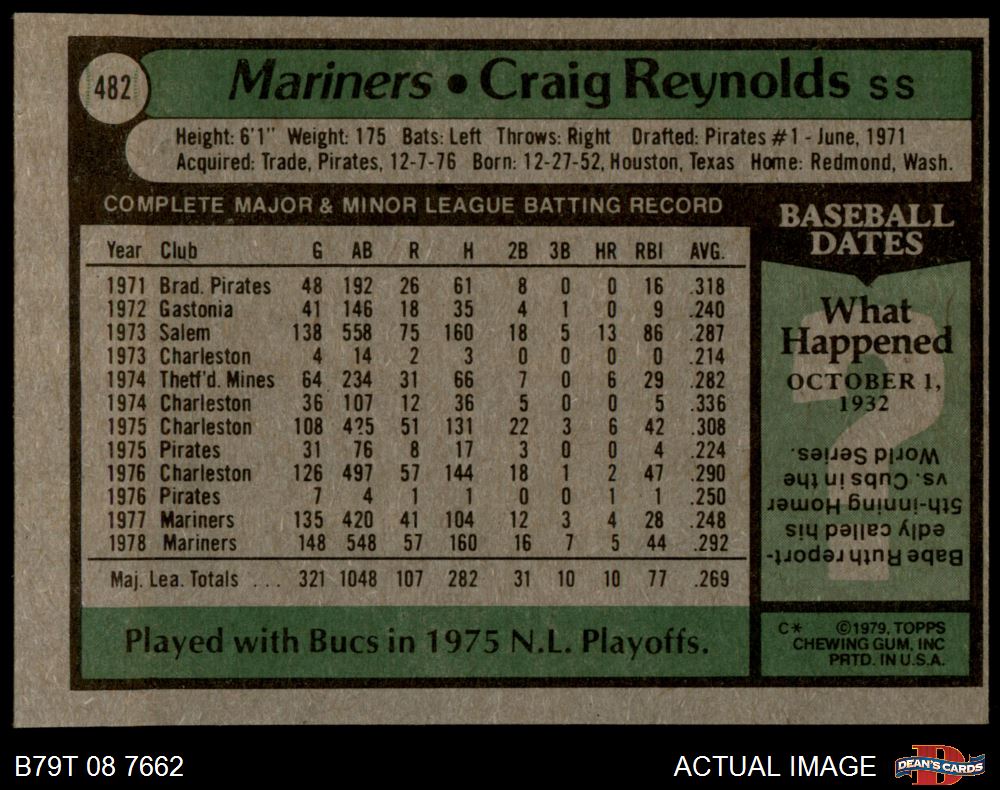 482
Mariners • Craig Reynolds SS
Height: 6'1" Weight: 175 Bats: Left Throws: Right Drafted: Pirates #1 - June, 1971
Acquired: Trade, Pirates, 12-7-76 Born: 12-27-52, Houston, Texas Home: Redmond, Wash.
COMPLETE MAJOR & MINOR LEAGUE BATTING RECORD
Year Club G AB R H 2B 3B HR RBI AVG.
1971 Brad. Pirates 48 192 26 61 8 0 0 16 .318
1972 Gastonia 41 146 18 35 4 1 0 9 .240
1973 Salem 138 558 75 160 18 5 13 86 .287
1973 Charleston 4 14 2 3 0 0 0 0 .214
1974 Thetf'd. Mines 64 234 31 66 7 0 6 29 .282
1974 Charleston 36 107 12 36 5 0 0 5 .336
1975 Charleston 108 425 51 131 22 3 6 42 .308
1975 Pirates 31 76 8 17 3 0 0 4 .224
1976 Charleston 126 497 57 144 18 1 2 47 .290
1976 Pirates 7 4 1 1 0 0 1 1 .250
1977 Mariners 135 420 41 104 12 3 4 28 .248
1978 Mariners 148 548 57 160 16 7 5 44 .292
Maj. Lea. Totals ... 321 1048 107 282 31 10 10 77 .269
Played with Bucs in 1975 N.L. Playoffs.
BASEBALL
DATES
What
Happened
OCTOBER 1,
1932
Babe Ruth report-
edly called his
5th-inning Homer
vs. Cubs in the
World Series.
C* ©1979, TOPPS
CHEWING GUM, INC
PRTD. IN U.S.A.
B79T 08 7662
ACTUAL IMAGE
DEAN'S CARDS